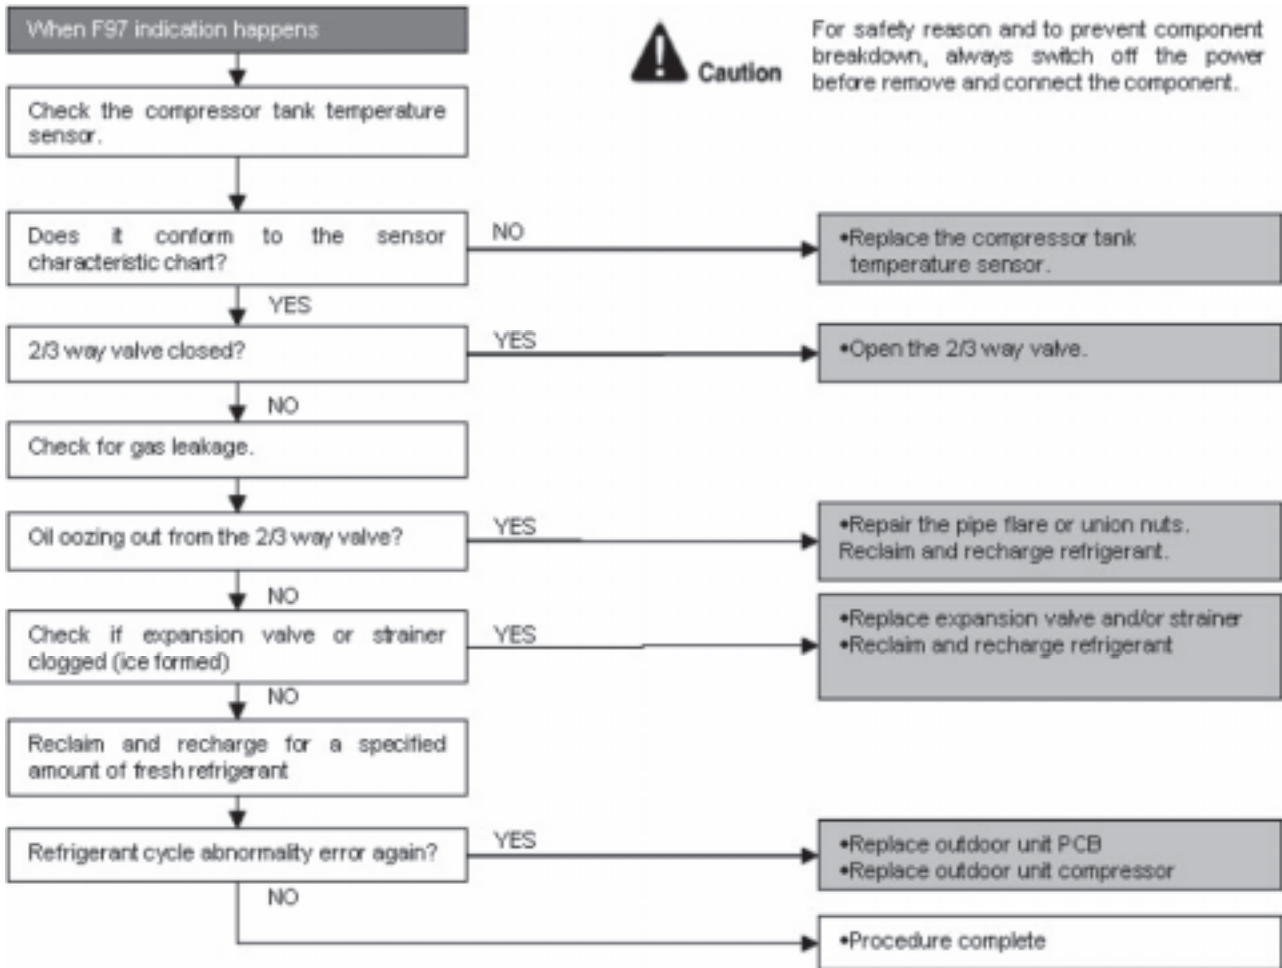 When F97 indication happens
Caution
For safety reason and to prevent component
breakdown, always switch off the power
before remove and connect the component.
Check the compressor tank temperature
sensor.
Does it conform to the sensor
characteristic chart?
NO
•Replace the compressor tank
temperature sensor.
YES
2/3 way valve closed?
YES
•Open the 2/3 way valve.
NO
Check for gas leakage.
Oil oozing out from the 2/3 way valve?
YES
•Repair the pipe flare or union nuts.
Reclaim and recharge refrigerant.
NO
Check if expansion valve or strainer
clogged (ice formed)
YES
•Replace expansion valve and/or strainer
•Reclaim and recharge refrigerant
NO
Reclaim and recharge for a specified
amount of fresh refrigerant
Refrigerant cycle abnormality error again?
YES
•Replace outdoor unit PCB
•Replace outdoor unit compressor
NO
•Procedure complete